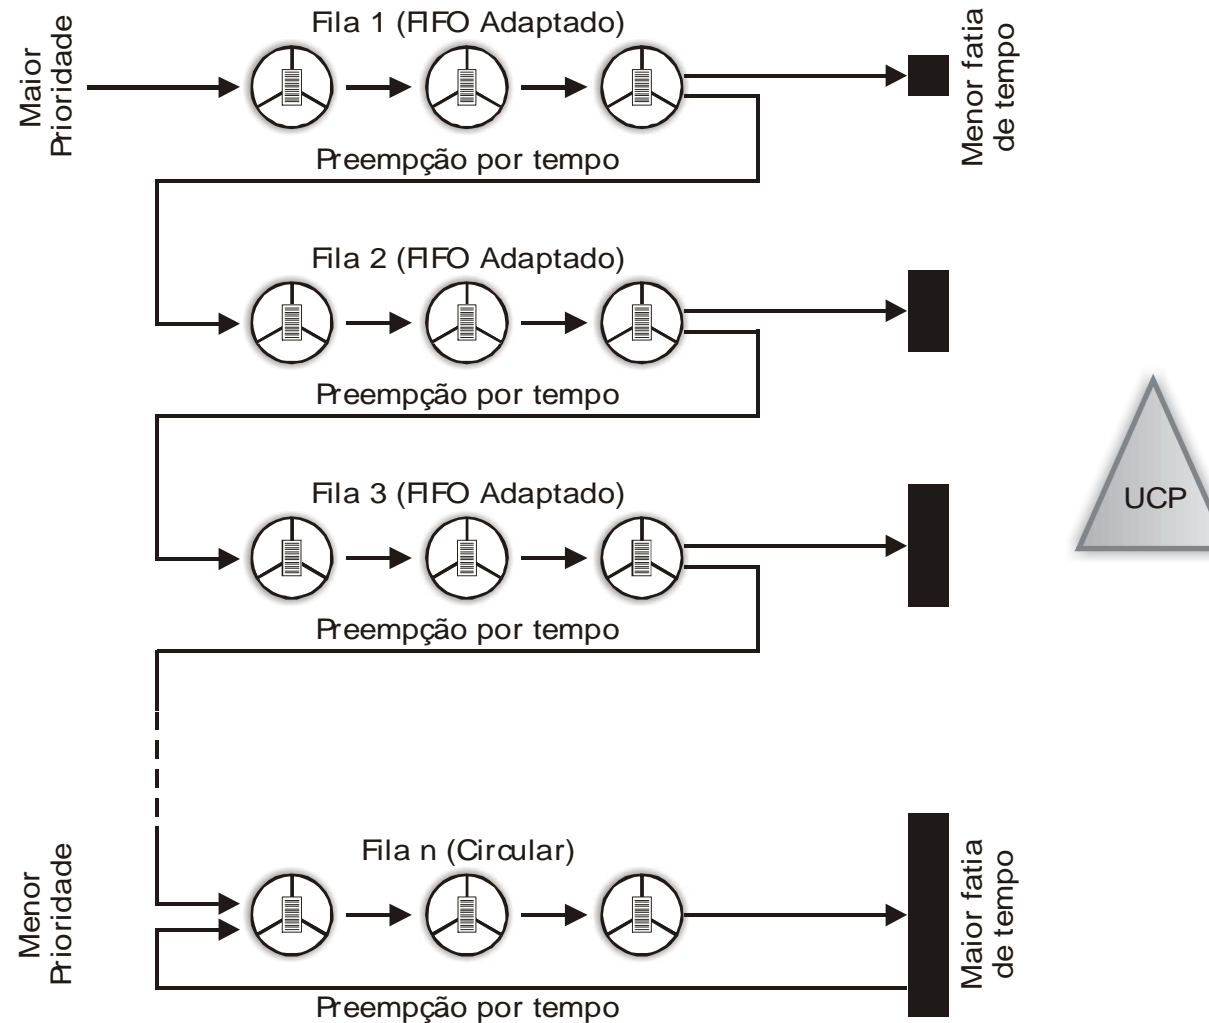 Maior
Prioridade
Fila 1 (FIFO Adaptado)
Menor fatia
de tempo
Preempção por tempo
Fila 2 (FIFO Adaptado)
Preempção por tempo
UCP
Fila 3 (FIFO Adaptado)
Preempção por tempo
Menor
Prioridade
Fila n (Circular)
Maior fatia
de tempo
Preempção por tempo